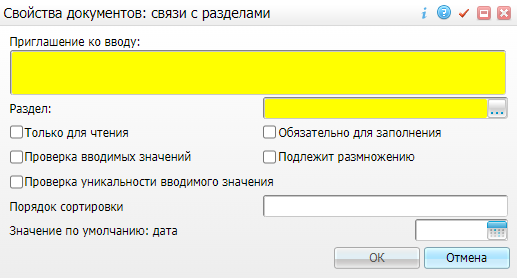 Свойства документов: связи с разделами
Приглашение ко вводу:
Раздел:
...
Только для чтения
Обязательно для заполнения
Проверка вводимых значений
Подлежит размножению
Проверка уникальности вводимого значения
Порядок сортировки
Значение по умолчанию: дата
ОК
Отмена